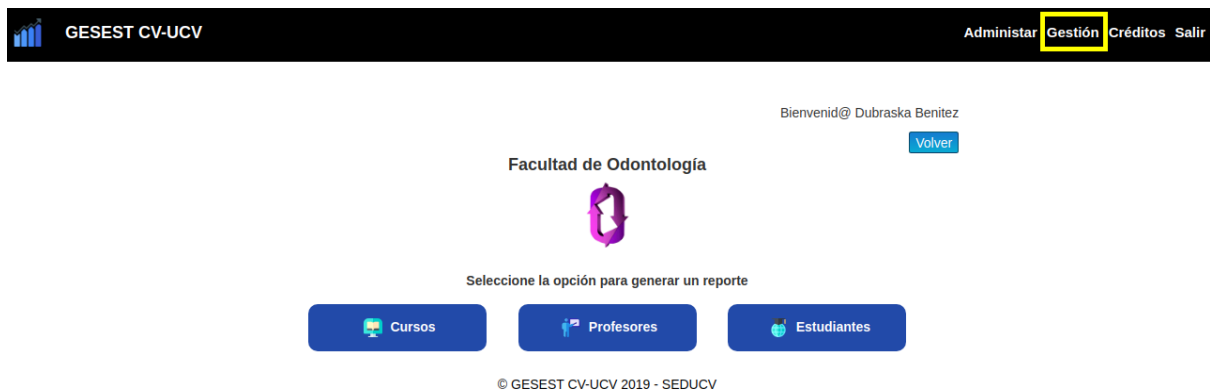 GESEST CV-UCV Administar Gestión Créditos Salir
Bienvenid@ Dubraska Benitez
Volver
Facultad de Odontología
Seleccione la opción para generar un reporte
Cursos Profesores Estudiantes
© GESEST CV-UCV 2019 - SEDUCV